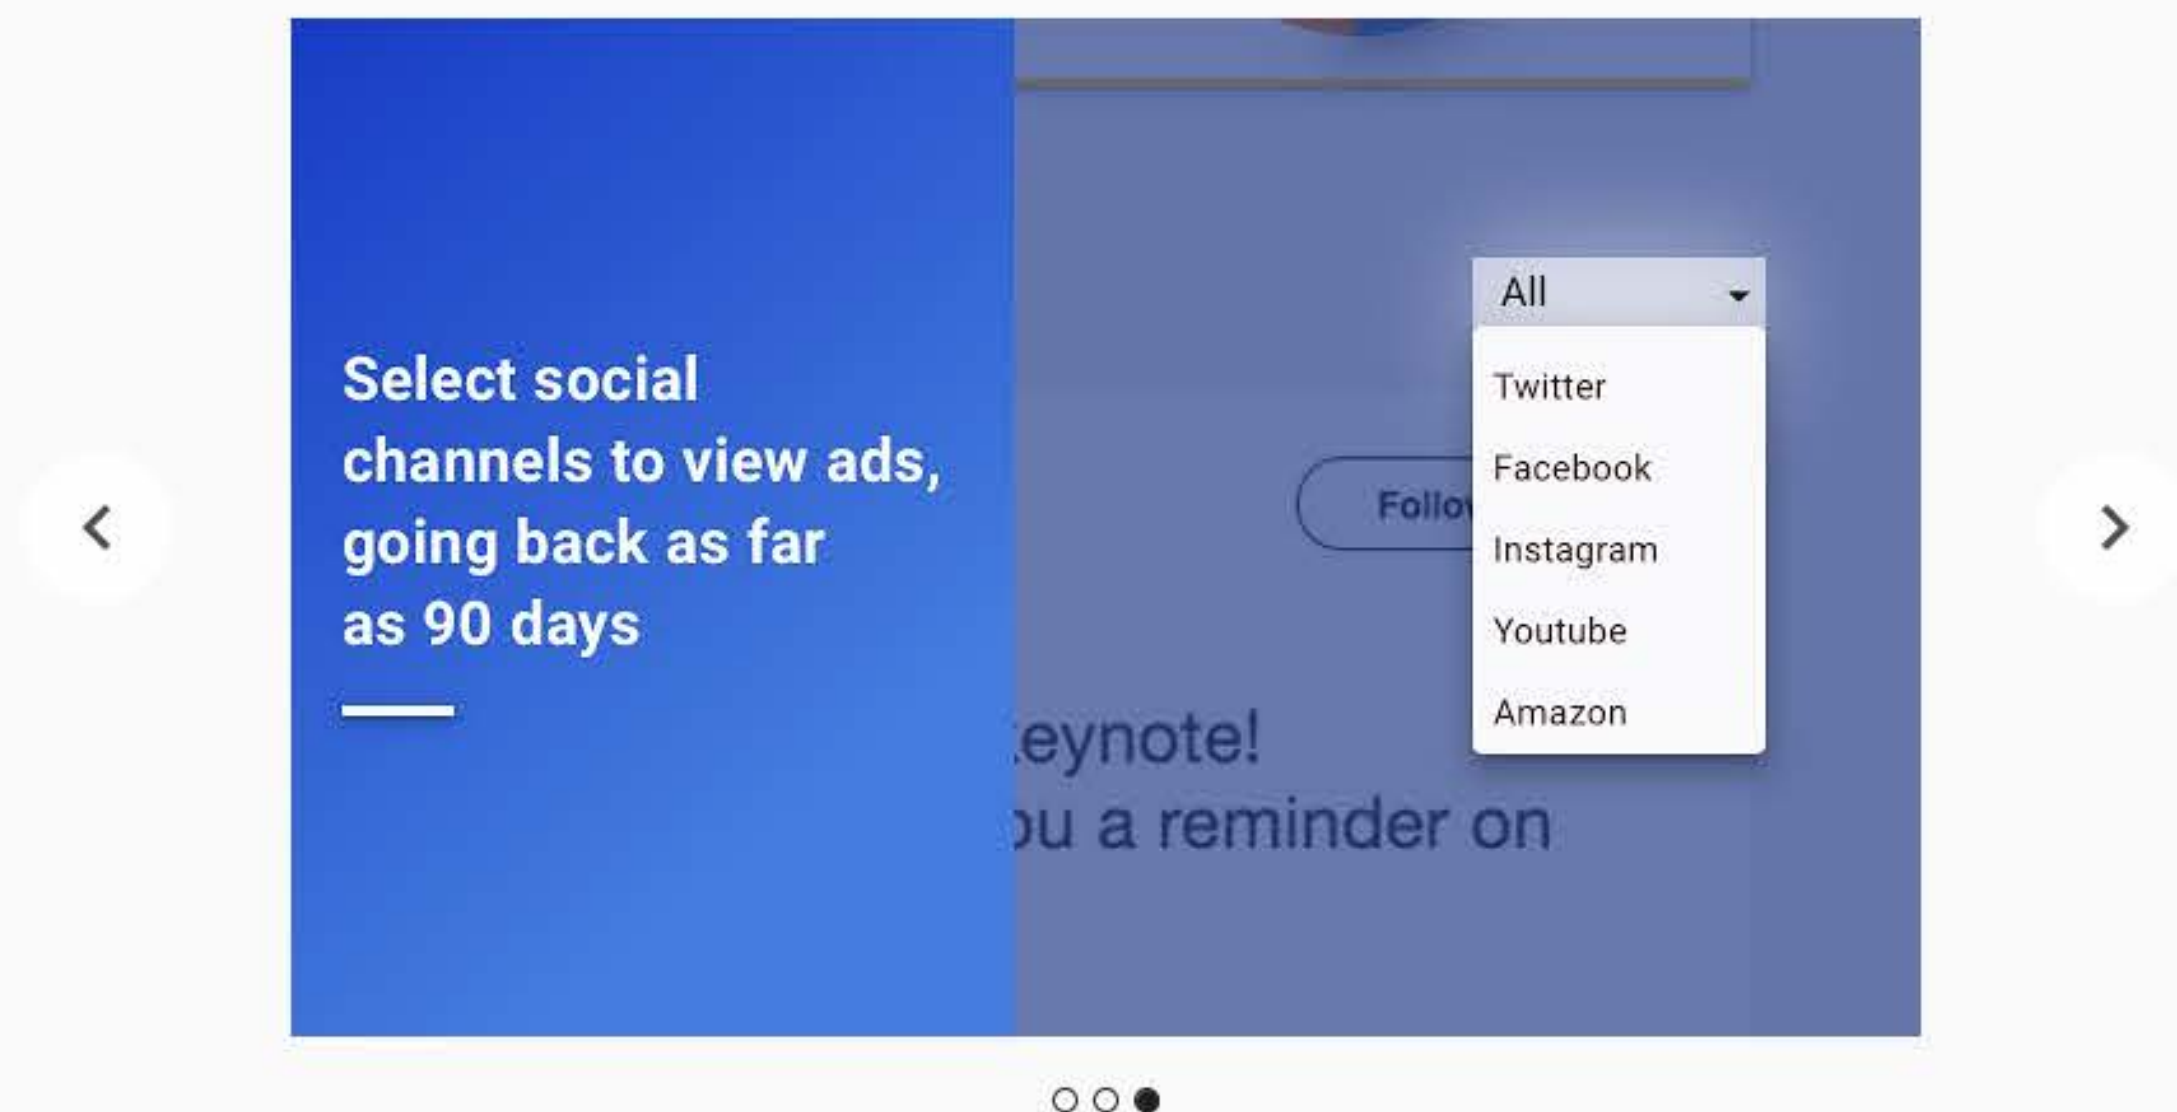 Select social
channels to view ads,
going back as far
as 90 days
All
Twitter
Facebook
Instagram
Youtube
Amazon
eynote!
ou a reminder on